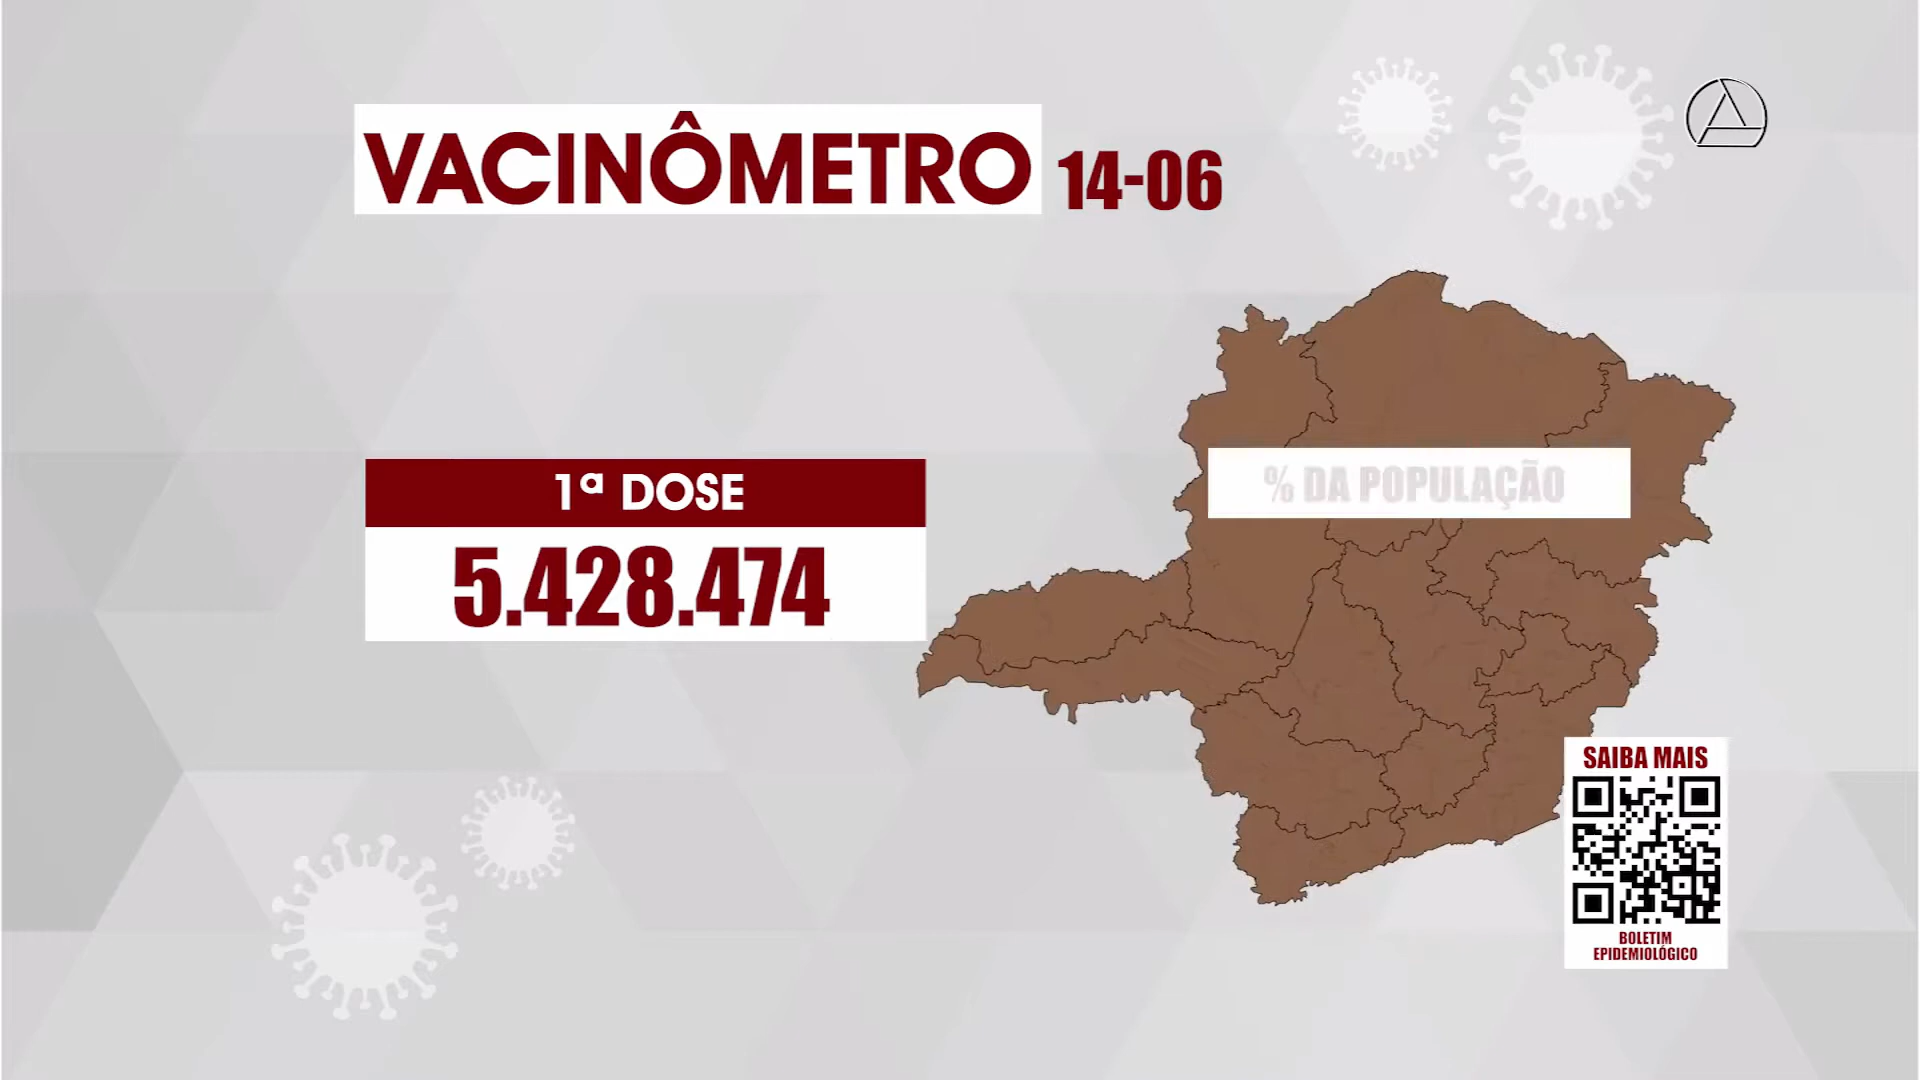 VACINÔMETRO 14-06
1ª DOSE
5.428.474
% DA POPULAÇÃO
SAIBA MAIS
BOLETIM
EPIDEMIOLÓGICO